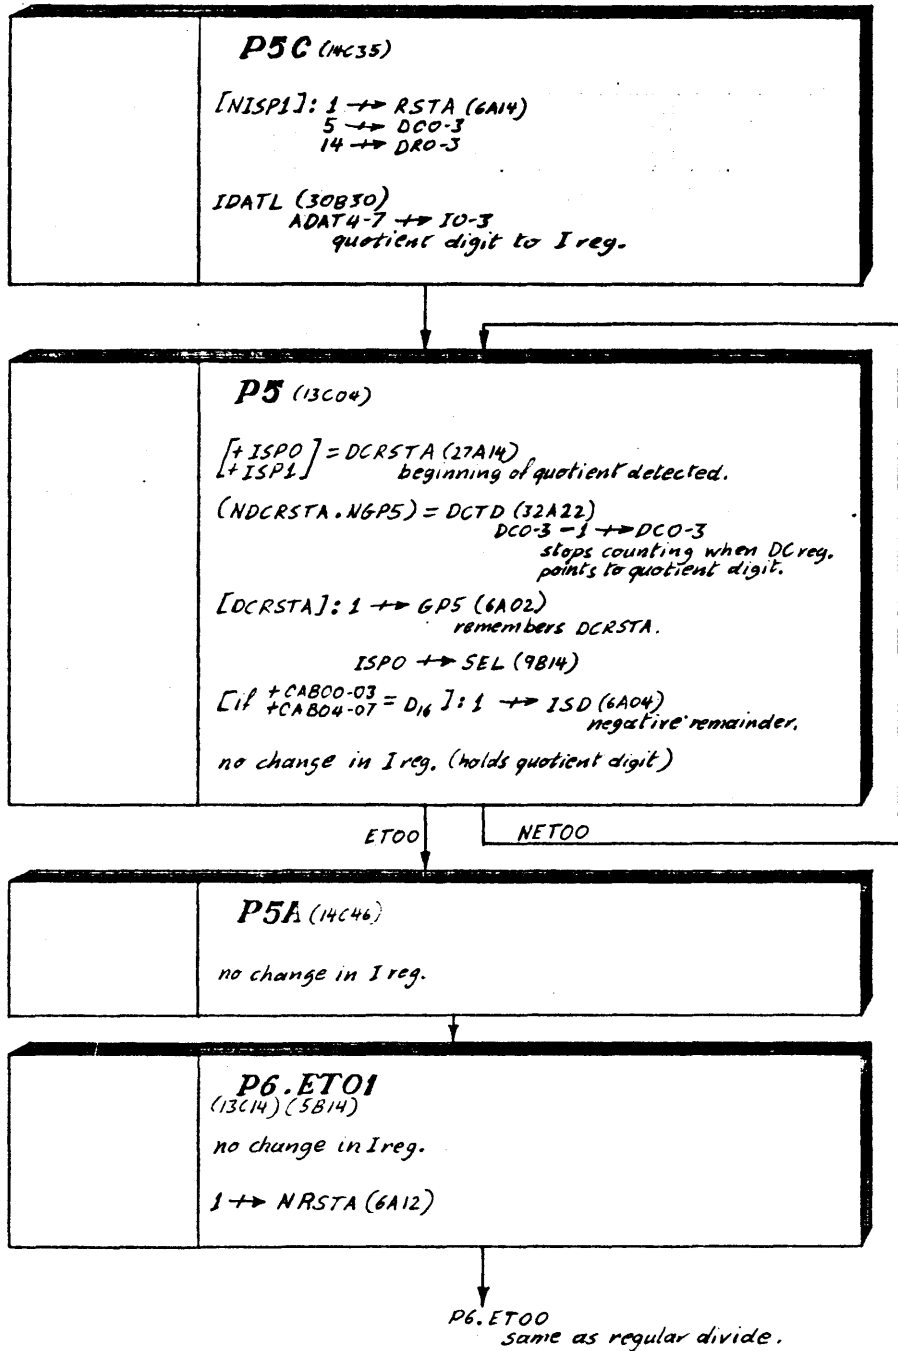 P5C (14C35)
[NISP1]: 1 ↛ RSTA (6A14)
5 ↛ DC0-3
14 ↛ DR0-3
IDATL (30B30)
ADAT4-7 ↛ I0-3
quotient digit to I reg.
P5 (13C04)
[+ISP0
+ISP1] = DCRSTA (27A14)
beginning of quotient detected.
(NDCRSTA.NGP5) = DCTD (32A22)
DC0-3 -1 ↛ DC0-3
stops counting when DC reg.
points to quotient digit.
[DCRSTA]: 1 ↛ GP5 (6A02)
remembers DCRSTA.
ISP0 ↛ SEL (9B14)
[if +CAB00-03
+CAB04-07 = D16]: 1 ↛ ISD (6A04)
negative remainder.
no change in I reg. (holds quotient digit)
ET00 NET00
P5A (14C46)
no change in I reg.
P6.ET01
(13C14) (5B14)
no change in I reg.
1 ↛ NRSTA (6A12)
P6.ET00
same as regular divide.